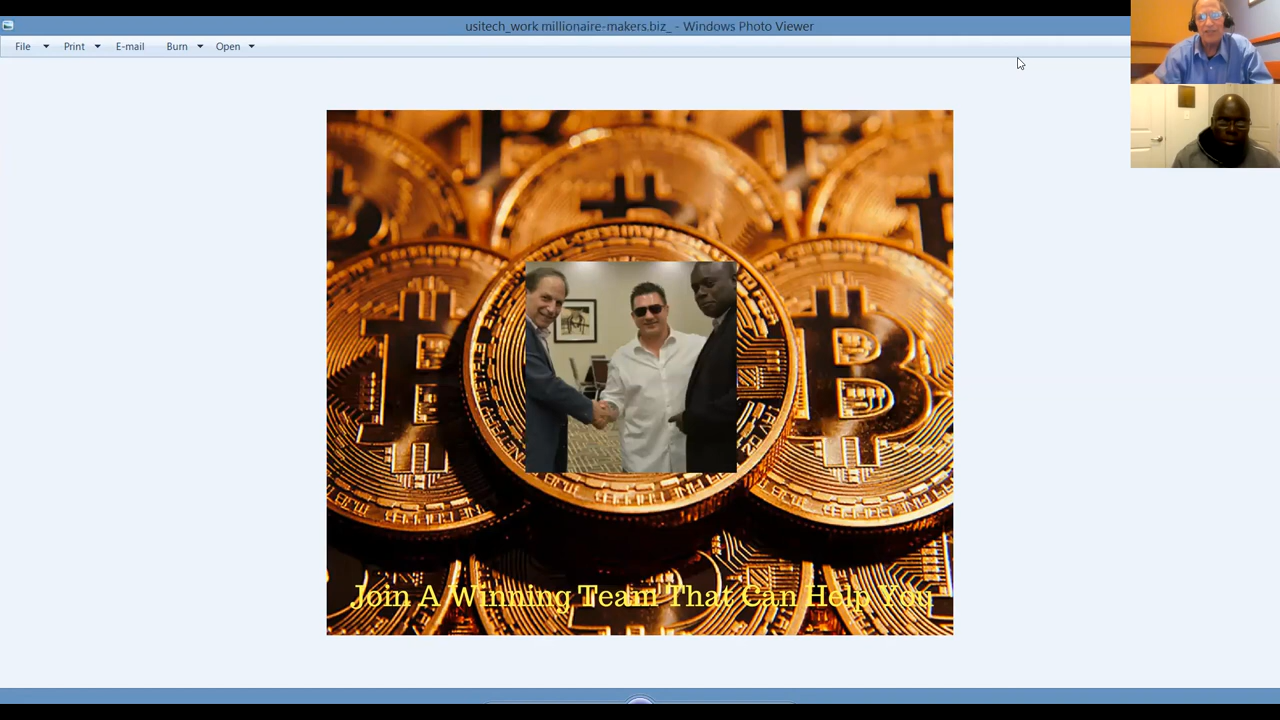 usitech_work millionaire-makers.biz_ - Windows Photo Viewer
File Print E-mail Burn Open
Join A Winning Team That Can Help You